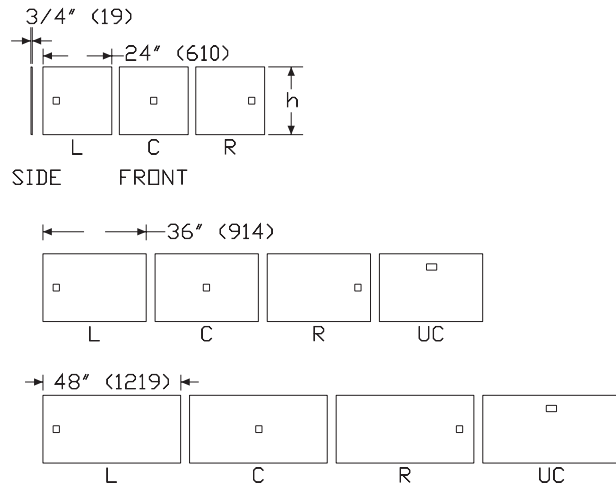 3/4" (19)
24" (610)
h
L C R
SIDE FRONT
36" (914)
L C R UC
48" (1219)
L C R UC